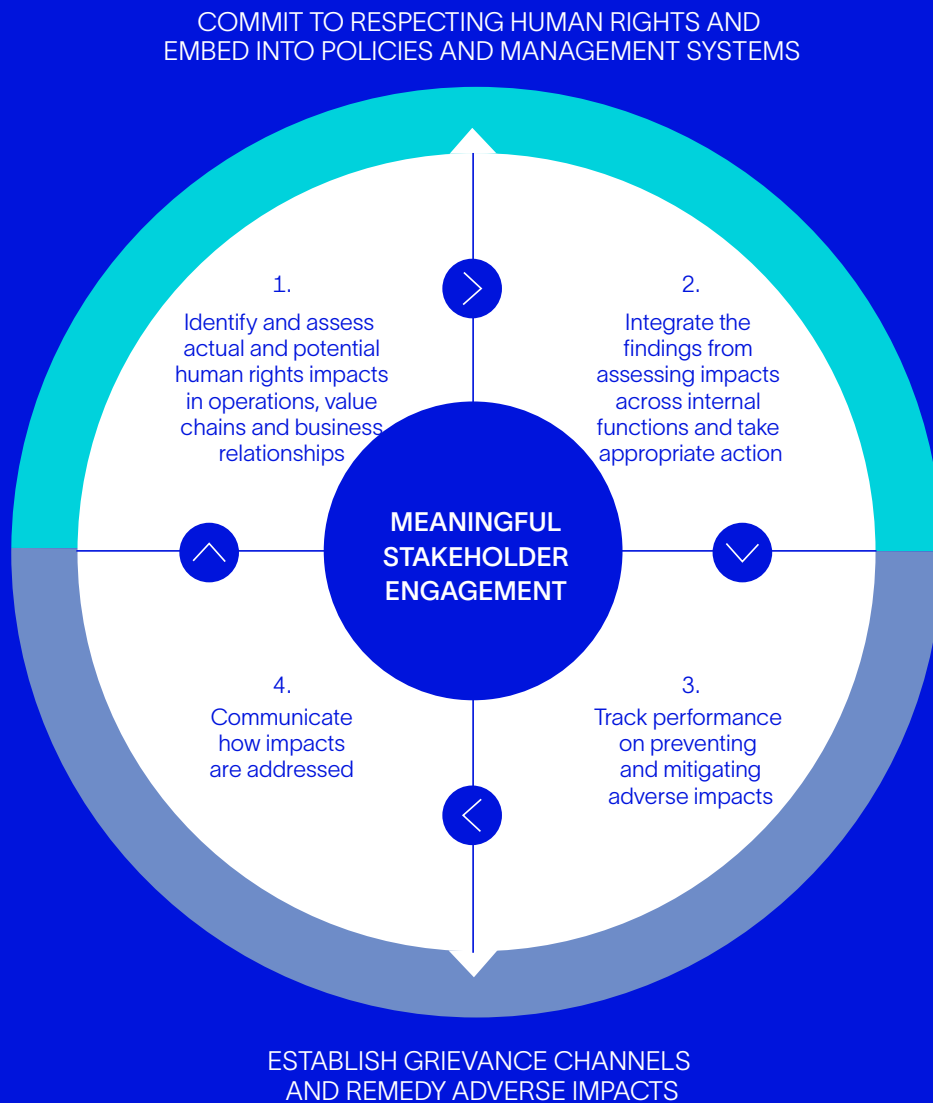 COMMIT TO RESPECTING HUMAN RIGHTS AND
EMBED INTO POLICIES AND MANAGEMENT SYSTEMS
1.
Identify and assess
actual and potential
human rights impacts
in operations, value
chains and business
relationships
2.
Integrate the
findings from
assessing impacts
across internal
functions and take
appropriate action
MEANINGFUL
STAKEHOLDER
ENGAGEMENT
3.
Track performance
on preventing
and mitigating
adverse impacts
4.
Communicate
how impacts
are addressed
ESTABLISH GRIEVANCE CHANNELS
AND REMEDY ADVERSE IMPACTS